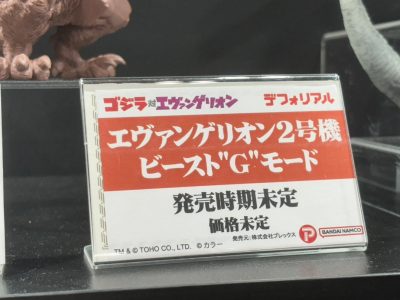 ゴジラ対エヴァンゲリオン デフォリアル
エヴァンゲリオン2号機
ビースト"G"モード
発売時期未定
価格未定
発売元:株式会社プレックス
TM & © TOHO CO., LTD. © カラー
P
BANDAI NAMCO